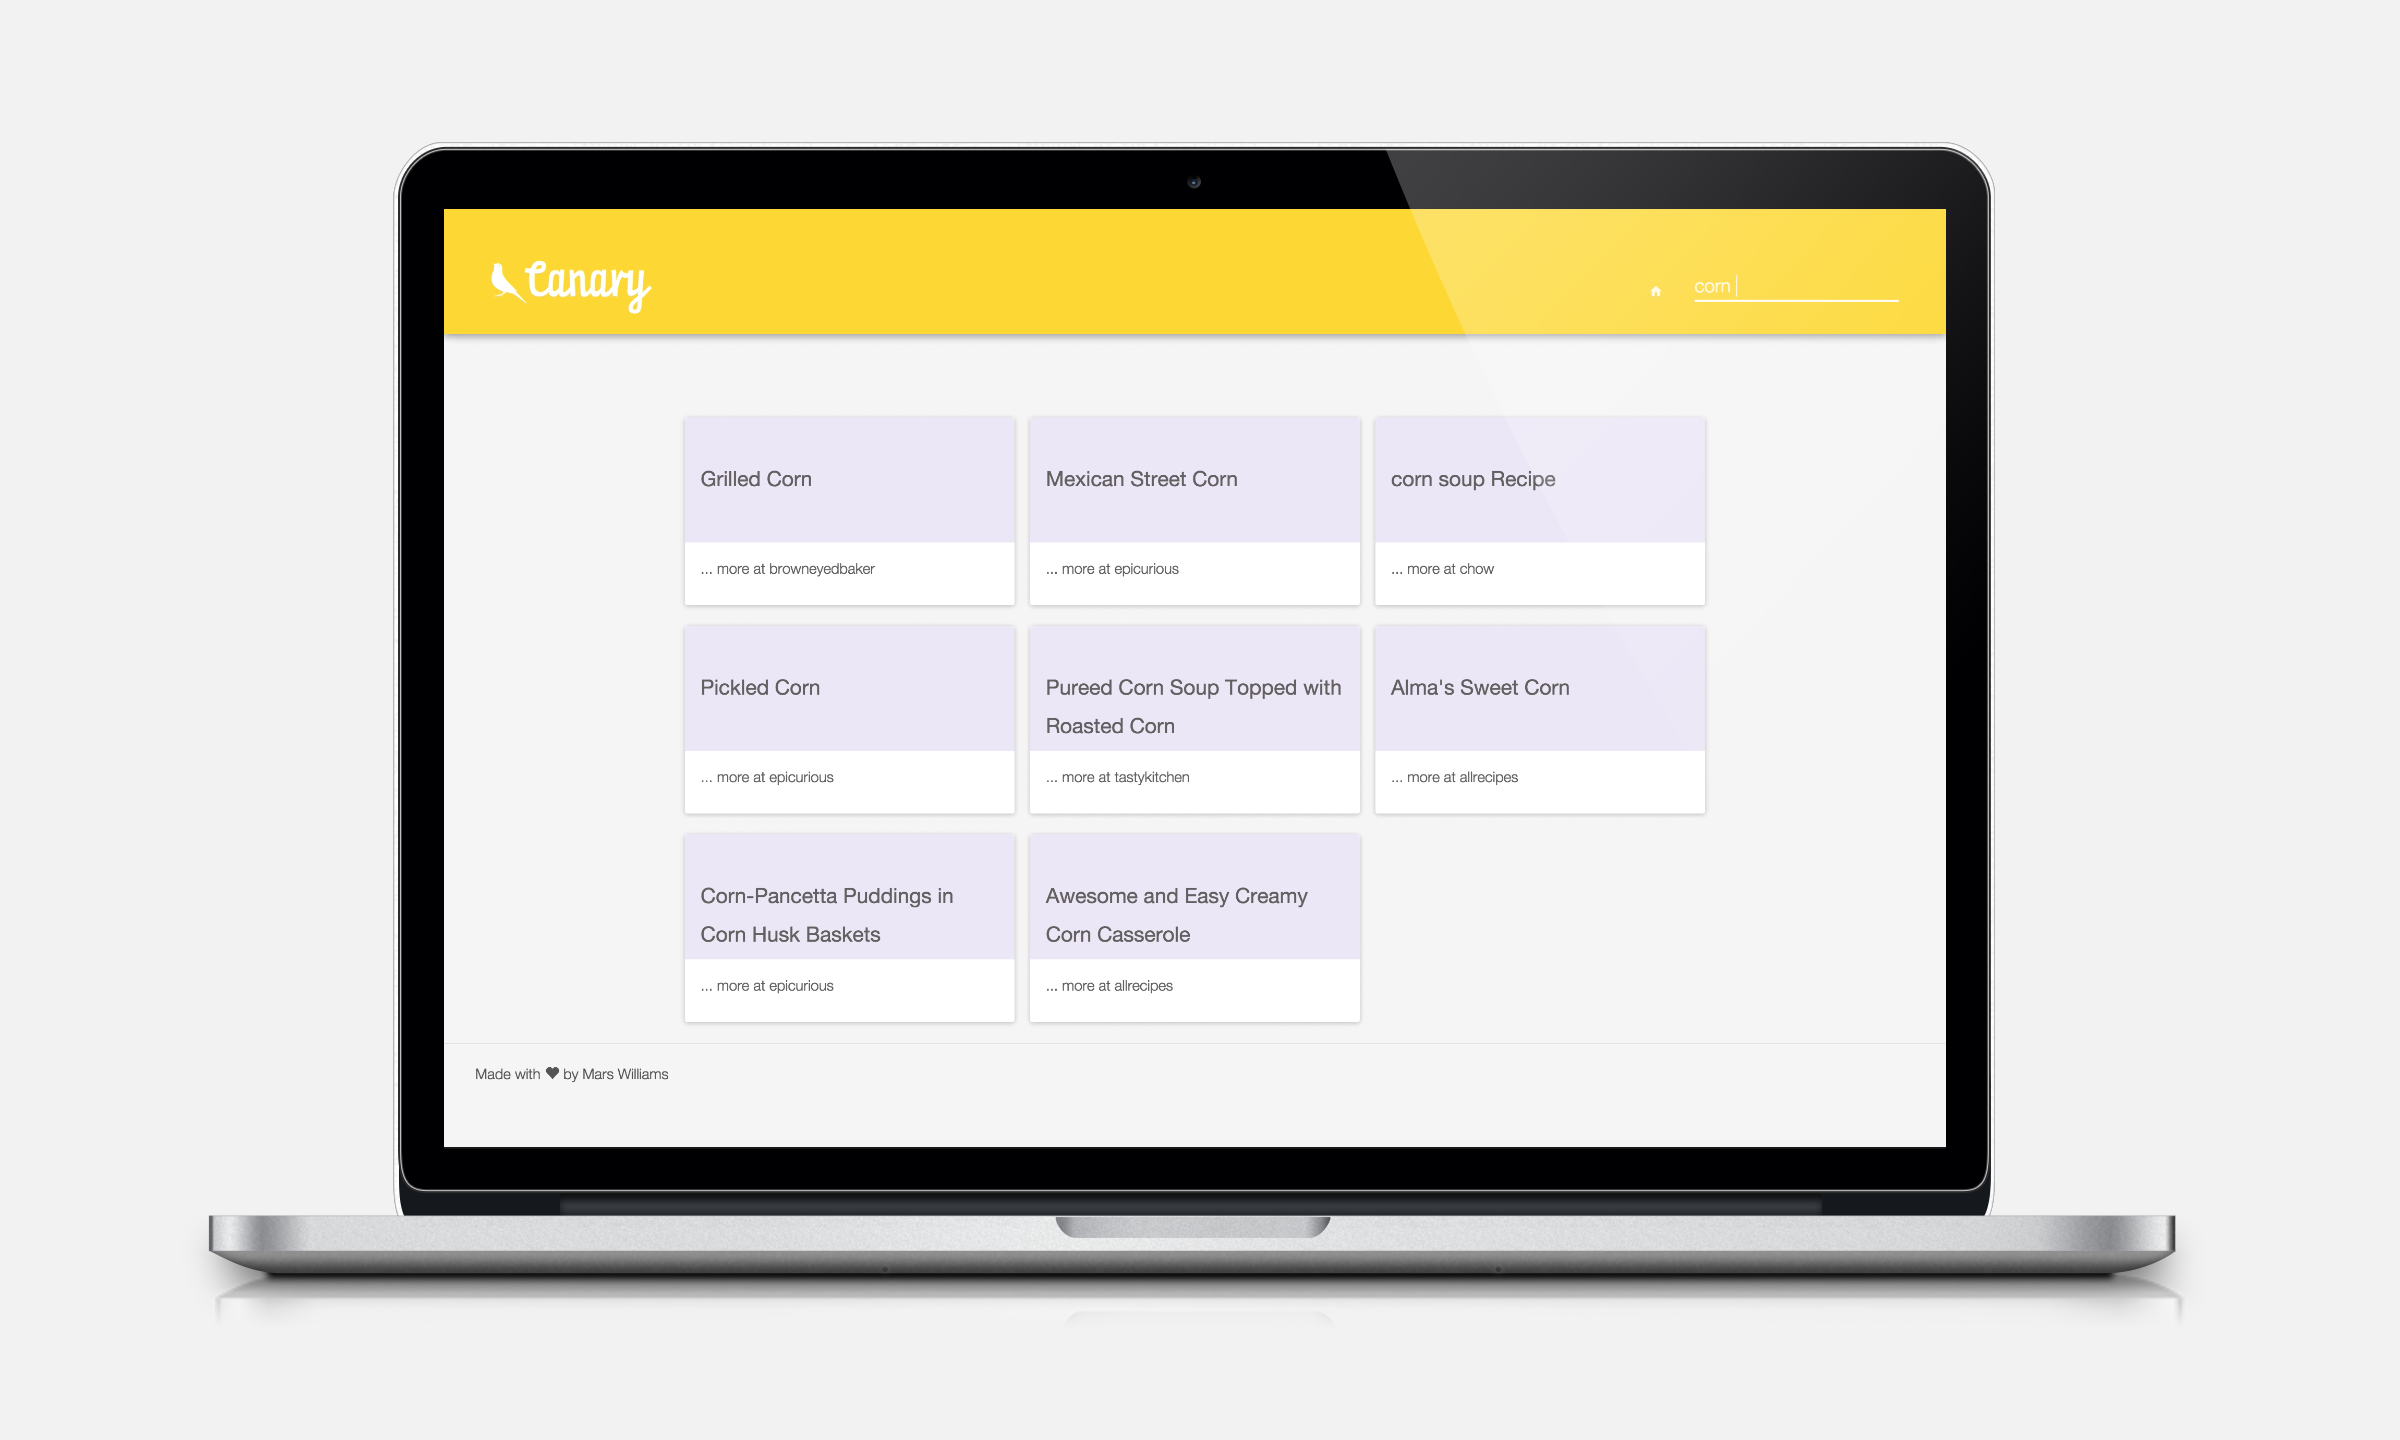 Canary
corn
Grilled Corn
... more at browneyedbaker
Mexican Street Corn
... more at epicurious
corn soup Recipe
... more at chow
Pickled Corn
... more at epicurious
Pureed Corn Soup Topped with
Roasted Corn
... more at tastykitchen
Alma's Sweet Corn
... more at allrecipes
Corn-Pancetta Puddings in
Corn Husk Baskets
... more at epicurious
Awesome and Easy Creamy
Corn Casserole
... more at allrecipes
Made with ♥ by Mars Williams